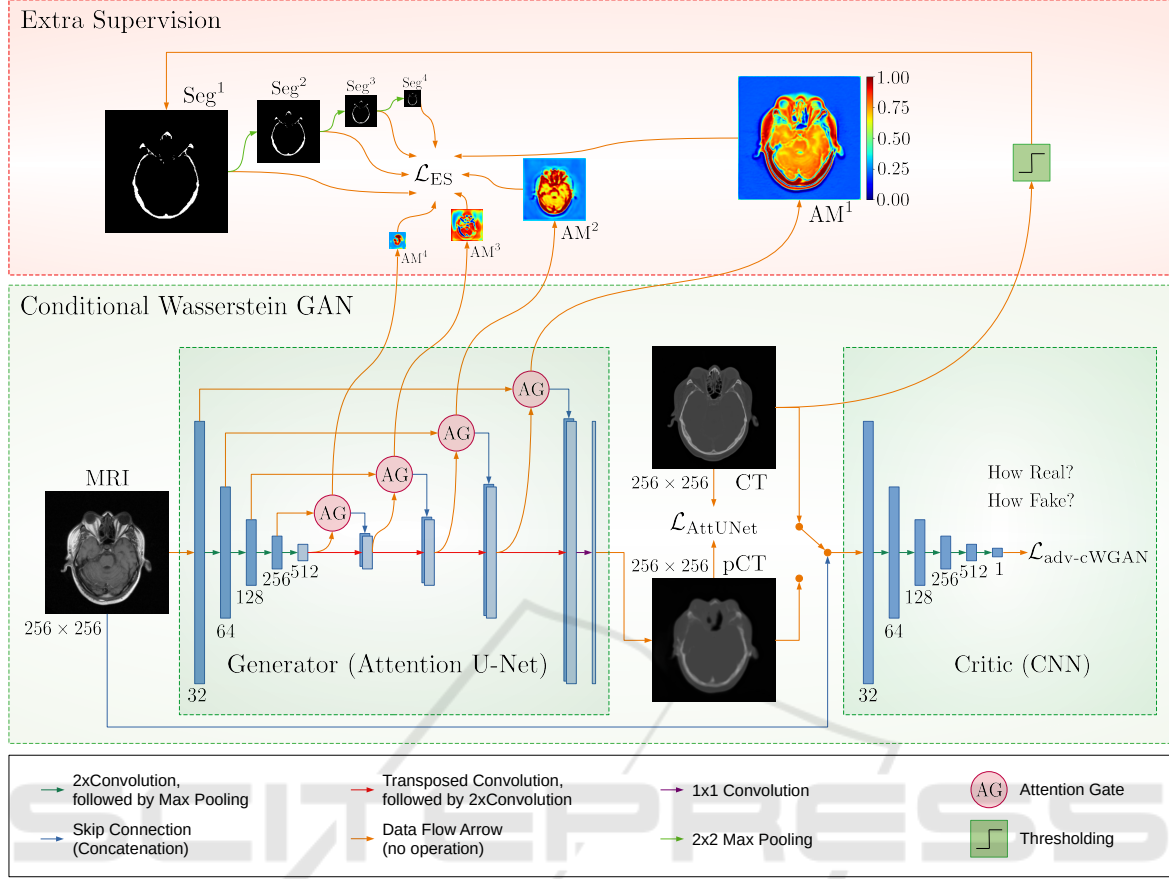 Extra Supervision
Seg¹
Seg²
Seg³
Seg⁴
1.00
0.75
0.50
0.25
0.00
ℒ_ES
AM⁴
AM³
AM²
AM¹
Conditional Wasserstein GAN
AG
AG
AG
AG
MRI
256 × 256
32
64
128
256
512
Generator (Attention U-Net)
256 × 256 CT
ℒ_AttUNet
256 × 256 pCT
How Real?
How Fake?
ℒ_adv-cWGAN
32
64
128
256
512
1
Critic (CNN)
2xConvolution,
followed by Max Pooling
Transposed Convolution,
followed by 2xConvolution
1x1 Convolution
AG Attention Gate
Skip Connection
(Concatenation)
Data Flow Arrow
(no operation)
2x2 Max Pooling
Thresholding
SCITEPRESS